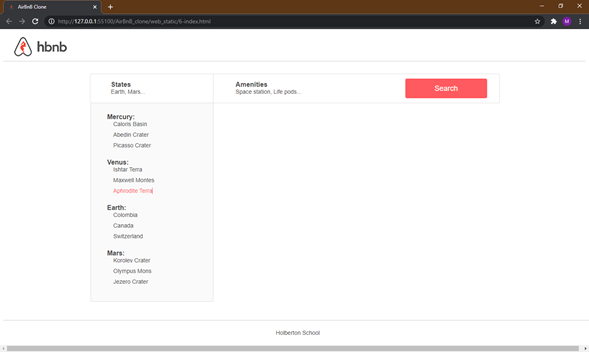 AirBnB Clone
http://127.0.0.1:55100/AirBnB_clone/web_static/6-index.html
M
hbnb
States
Earth, Mars...
Amenities
Space station, Life pods...
Search
Mercury:
Caloris Basin
Abedin Crater
Picasso Crater
Venus:
Ishtar Terra
Maxwell Montes
Aphrodite Terra
Earth:
Colombia
Canada
Switzerland
Mars:
Korolev Crater
Olympus Mons
Jezero Crater
Holberton School